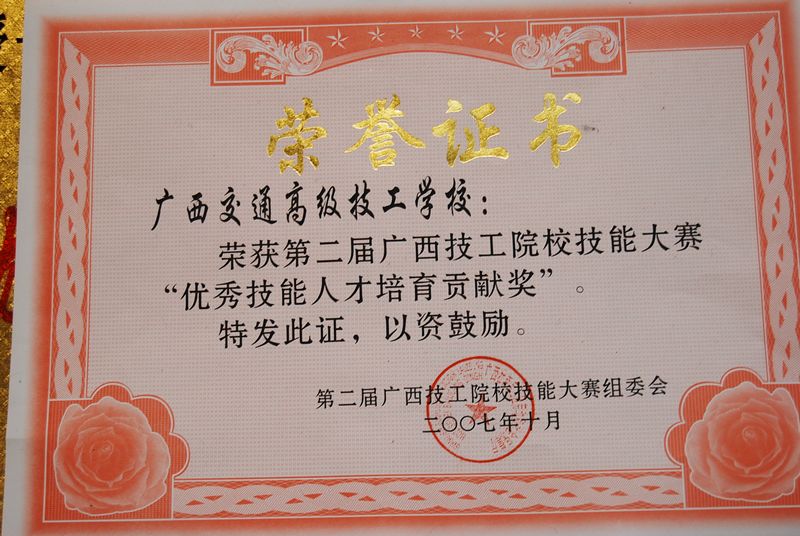 荣誉证书
广西交通高级技工学校：
荣获第二届广西技工院校技能大赛
“优秀技能人才培育贡献奖”。
特发此证，以资鼓励。
第二届广西技工院校技能大赛组委会
二〇〇七年十月